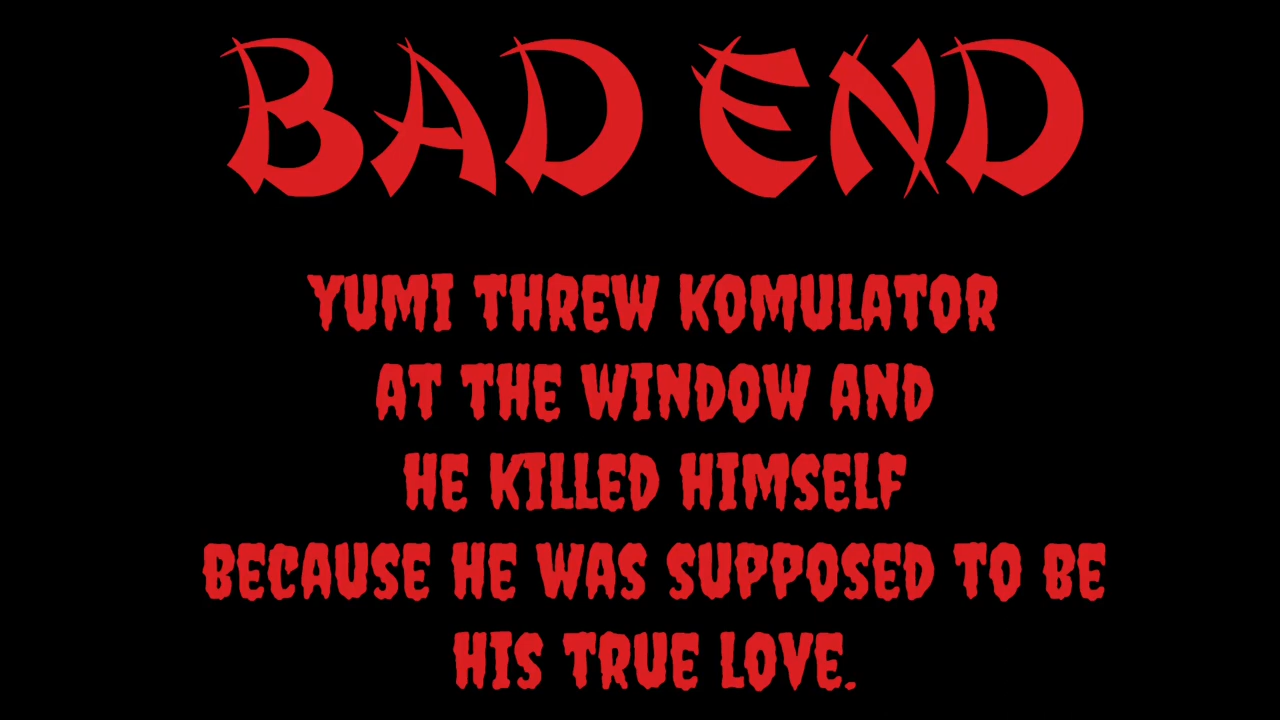 BAD END
YUMI THREW KOMULATOR
AT THE WINDOW AND
HE KILLED HIMSELF
BECAUSE HE WAS SUPPOSED TO BE
HIS TRUE LOVE.